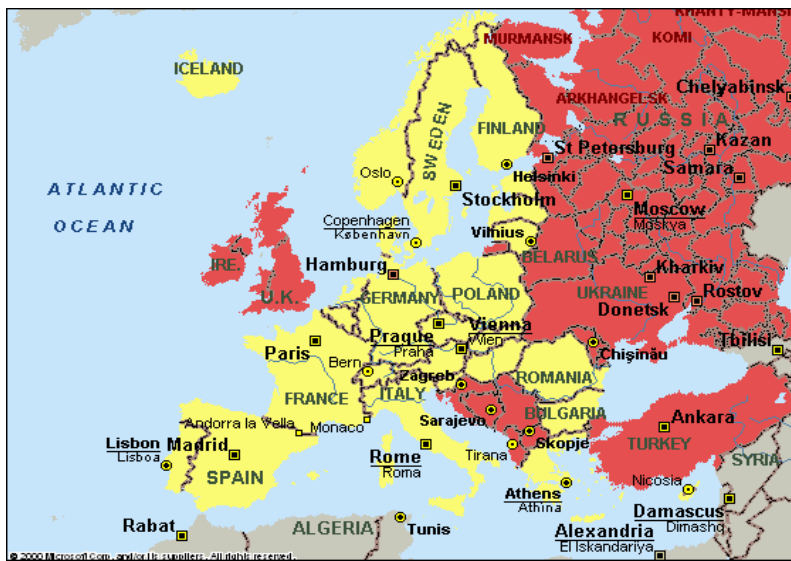 KHANTY-MANS
MURMANSK
KOMI
ICELAND
Chelyabinsk
ARKHANGELSK
RUSSIA
FINLAND
SWEDEN
St Petersburg
Kazan
Oslo
Helsinki
Samara
ATLANTIC
OCEAN
Stockholm
Moscow
Moskva
Copenhagen
København
Vilnius
BELARUS
IRE.
Hamburg
Kharkiv
U.K.
GERMANY
POLAND
UKRAINE
Rostov
Donetsk
Prague
Praha
Vienna
Wien
Paris
Tbilisi
Chişinău
Bern
Zagreb
ROMANIA
FRANCE
ITALY
Andorra la Vella
Monaco
Sarajevo
BULGARIA
Ankara
Lisbon
Lisboa
Madrid
Skopje
TURKEY
Rome
Roma
Tirana
SYRIA
SPAIN
Nicosia
Athens
Athina
Damascus
Dimashq
Rabat
ALGERIA
Tunis
Alexandria
El Iskandariya
© 2000 Microsoft Corp. and/or its suppliers. All rights reserved.